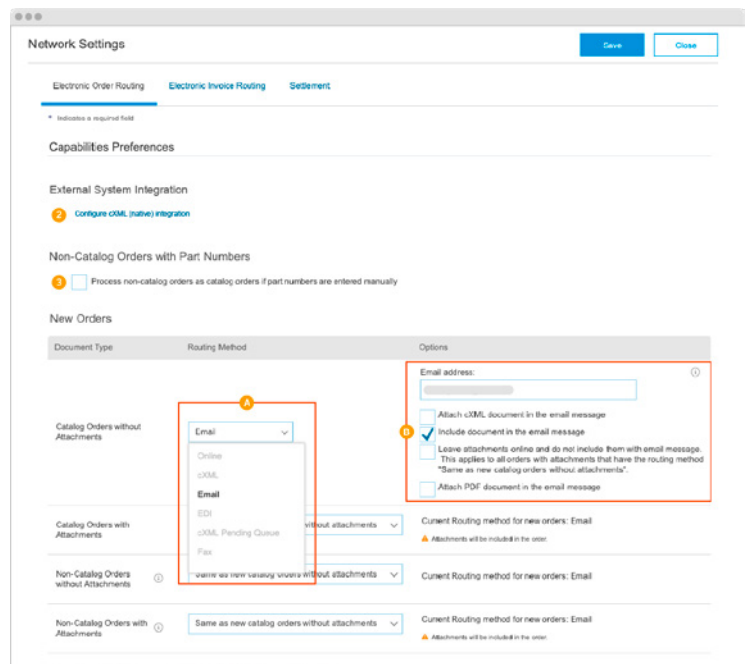 Network Settings
Save
Close
Electronic Order Routing
Electronic Invoice Routing
Settlement
* Indicates a required field
Capabilities Preferences
External System Integration
2
Configure cXML (native) integration
Non-Catalog Orders with Part Numbers
3
Process non-catalog orders as catalog orders if part numbers are entered manually
New Orders
Document Type
Routing Method
Options
Catalog Orders without
Attachments
A
Email
Online
cXML
Email
EDI
cXML Pending Queue
Fax
Email address:
Attach cXML document in the email message
Include document in the email message
Leave attachments online and do not include them with email message.
This applies to all orders with attachments that have the routing method
"Same as new catalog orders without attachments".
Attach PDF document in the email message
Catalog Orders with
Attachments
without attachments
Current Routing method for new orders: Email
Attachments will be included in the order.
Non-Catalog Orders
without Attachments
Same as new catalog orders without attachments
Current Routing method for new orders: Email
Non-Catalog Orders with
Attachments
Same as new catalog orders without attachments
Current Routing method for new orders: Email
Attachments will be included in the order.